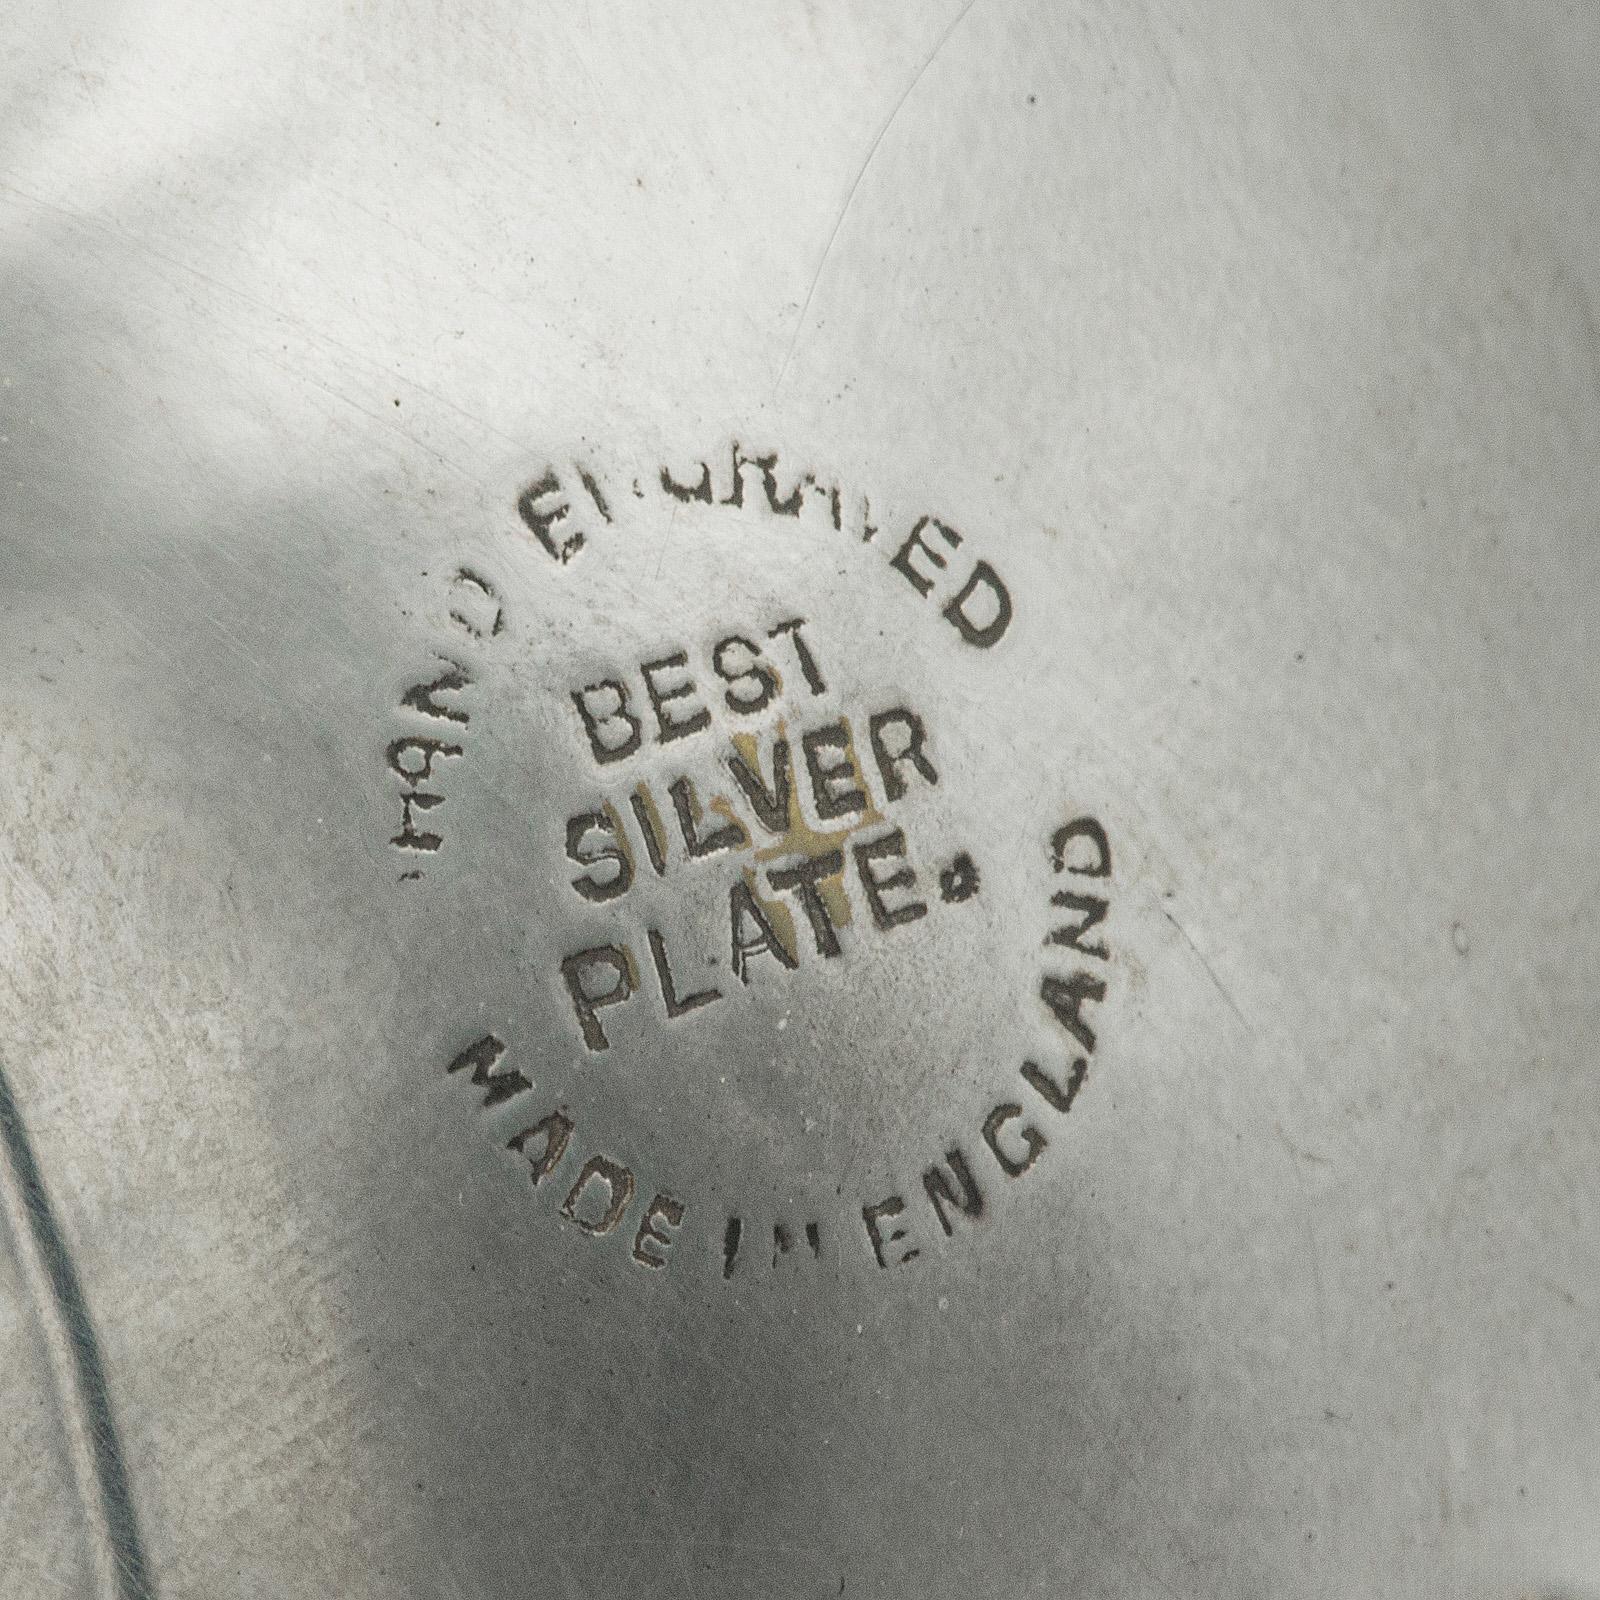 HAND ENGRAVED
BEST
SILVER
PLATE.
MADE IN ENGLAND